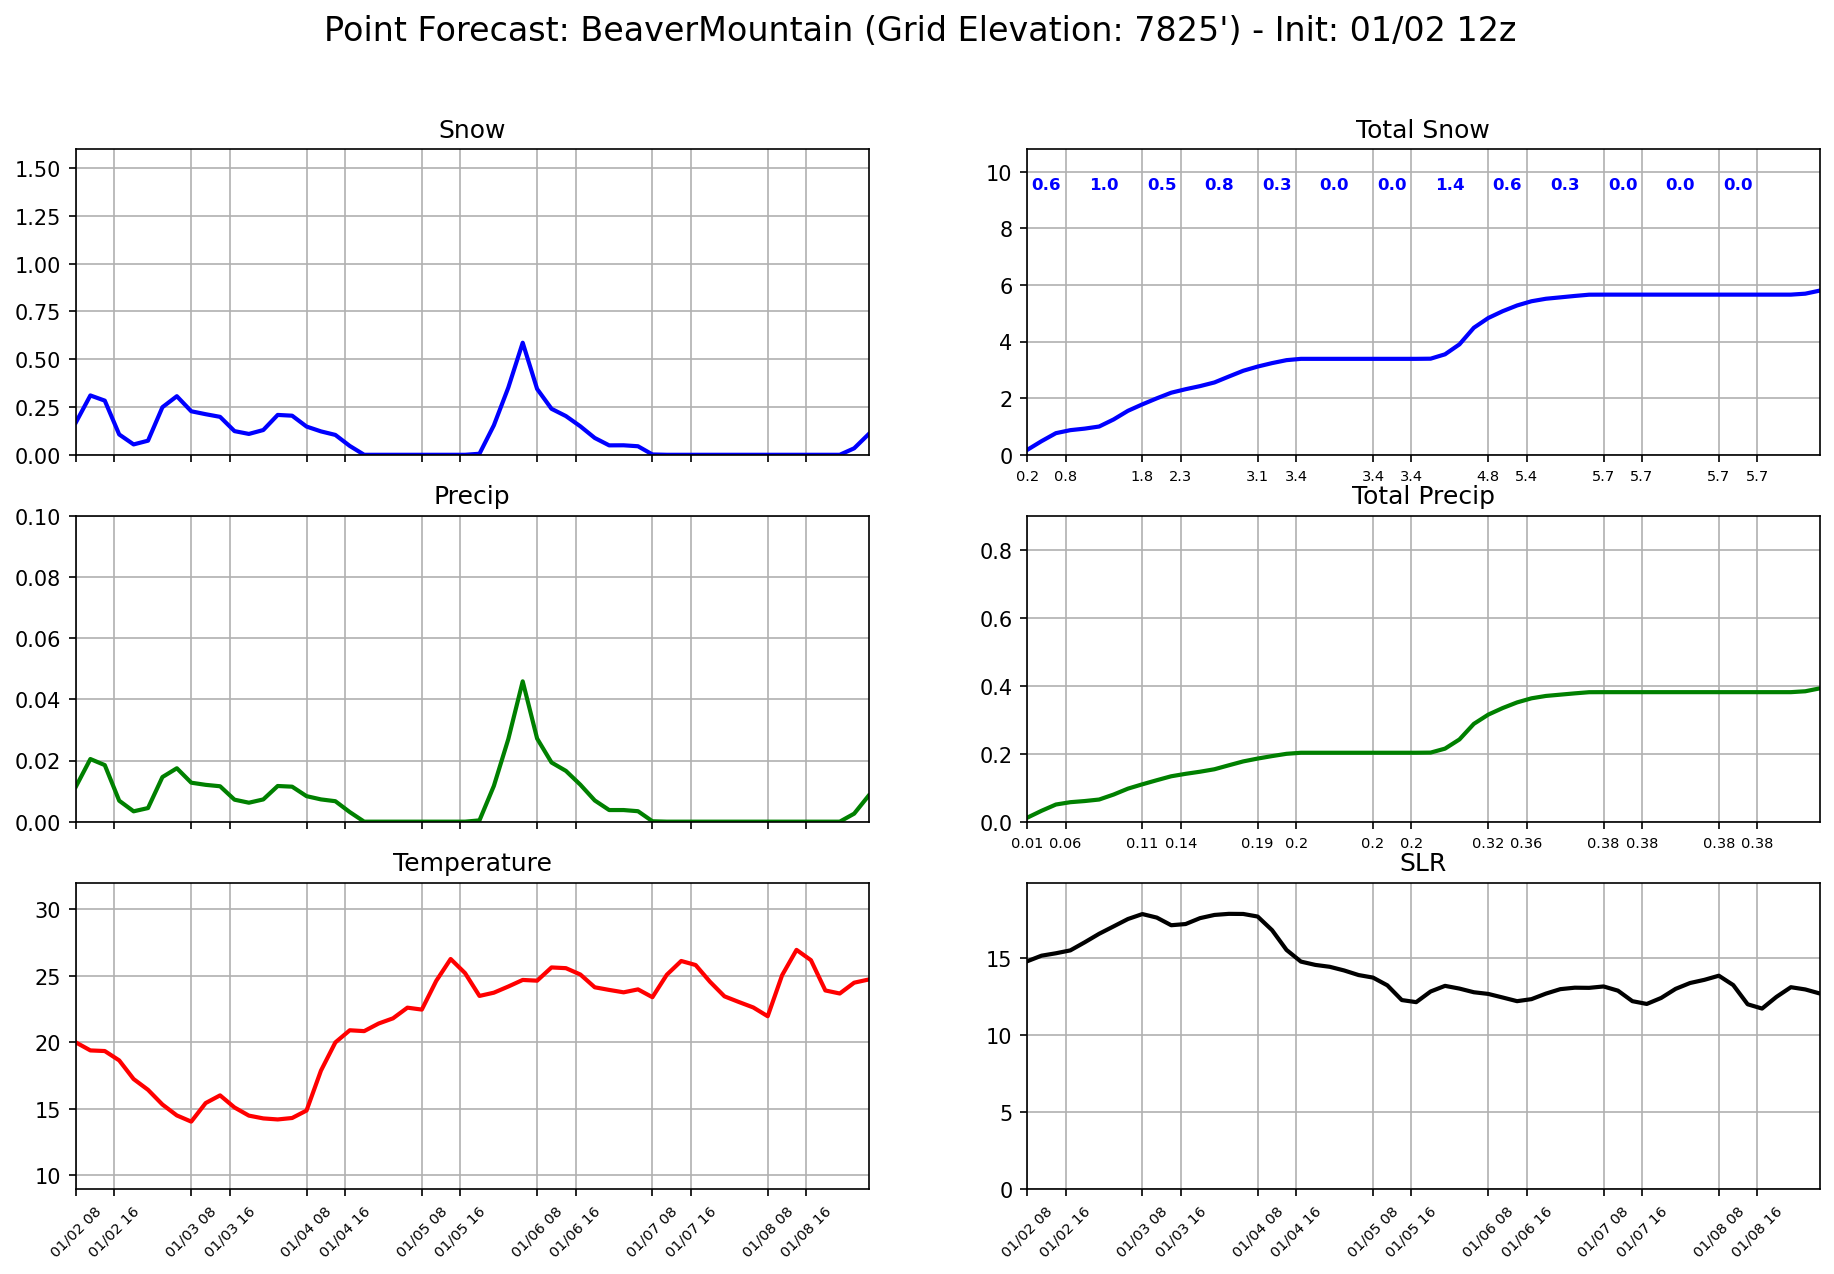 Point Forecast: BeaverMountain (Grid Elevation: 7825') - Init: 01/02 12z
Snow
1.50
1.25
1.00
0.75
0.50
0.25
0.00
Total Snow
10
8
6
4
2
0
0.6 1.0 0.5 0.8 0.3 0.0 0.0 1.4 0.6 0.3 0.0 0.0 0.0
0.2 0.8 1.8 2.3 3.1 3.4 3.4 3.4 4.8 5.4 5.7 5.7 5.7 5.7
Precip
0.10
0.08
0.06
0.04
0.02
0.00
Total Precip
0.8
0.6
0.4
0.2
0.0
0.01 0.06 0.11 0.14 0.19 0.2 0.2 0.2 0.32 0.36 0.38 0.38 0.38 0.38
Temperature
30
25
20
15
10
01/02 08 01/02 16 01/03 08 01/03 16 01/04 08 01/04 16 01/05 08 01/05 16 01/06 08 01/06 16 01/07 08 01/07 16 01/08 08 01/08 16
SLR
15
10
5
0
01/02 08 01/02 16 01/03 08 01/03 16 01/04 08 01/04 16 01/05 08 01/05 16 01/06 08 01/06 16 01/07 08 01/07 16 01/08 08 01/08 16